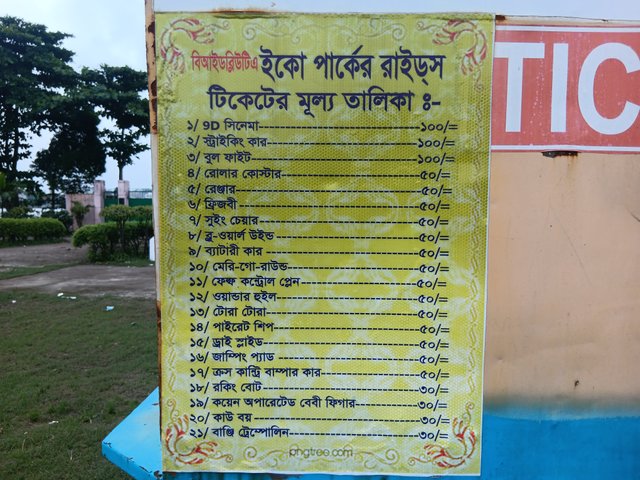 বিআইডব্লিউটিএ ইকো পার্কের রাইড্স
টিকেটের মূল্য তালিকা ঃ-
১/ 9D সিনেমা-১০০/=
২/ স্ট্রাইকিং কার-১০০/=
৩/ বুল ফাইট-১০০/=
৪/ রোলার কোস্টার-৫০/=
৫/ রেঞ্জার-৫০/=
৬/ ফ্রিজবী-৫০/=
৭/ সুইং চেয়ার-৫০/=
৮/ ব্লু-ওয়ার্ল্ড উইন্ড-৫০/=
৯/ ব্যাটারী কার-৫০/=
১০/ মেরি-গো-রাউন্ড-৫০/=
১১/ ফেল্ফ কন্ট্রোল প্লেন-৫০/=
১২/ ওয়ান্ডার হুইল-৫০/=
১৩/ টোরা টোরা-৫০/=
১৪/ পাইরেট শিপ-৫০/=
১৫/ ড্রাই স্লাইড-৫০/=
১৬/ জাম্পিং প্যাড-৫০/=
১৭/ ক্রস কান্ট্রি বাম্পার কার-৫০/=
১৮/ রকিং বোট-৩০/=
১৯/ কয়েন অপারেটেড বেবী ফিগার-৩০/=
২০/ কাউ বয়-৩০/=
২১/ বাঞ্জি ট্রেম্পোলিন-৩০/=
pngtree.com
TIC